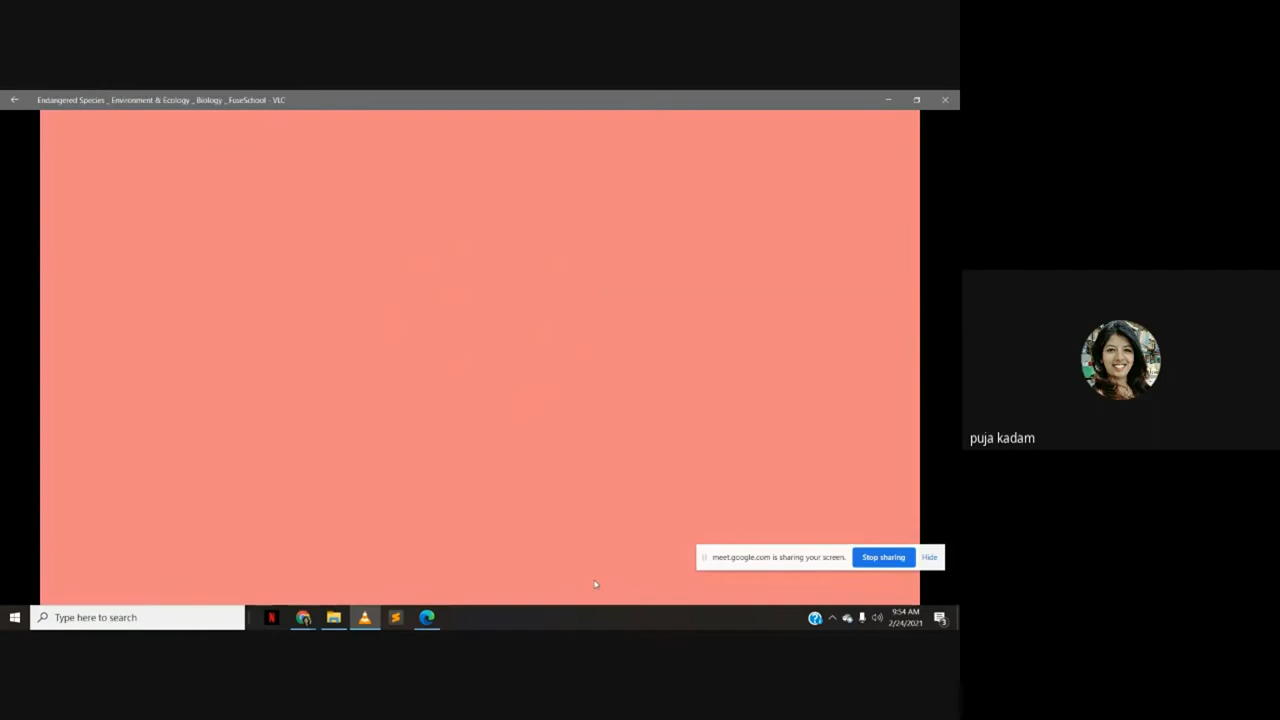 Endangered Species _ Environment & Ecology _ Biology _ FuseSchool - VLC
puja kadam
meet.google.com is sharing your screen.
Stop sharing
Hide
Type here to search
N
S
9:54 AM
2/24/2021
3